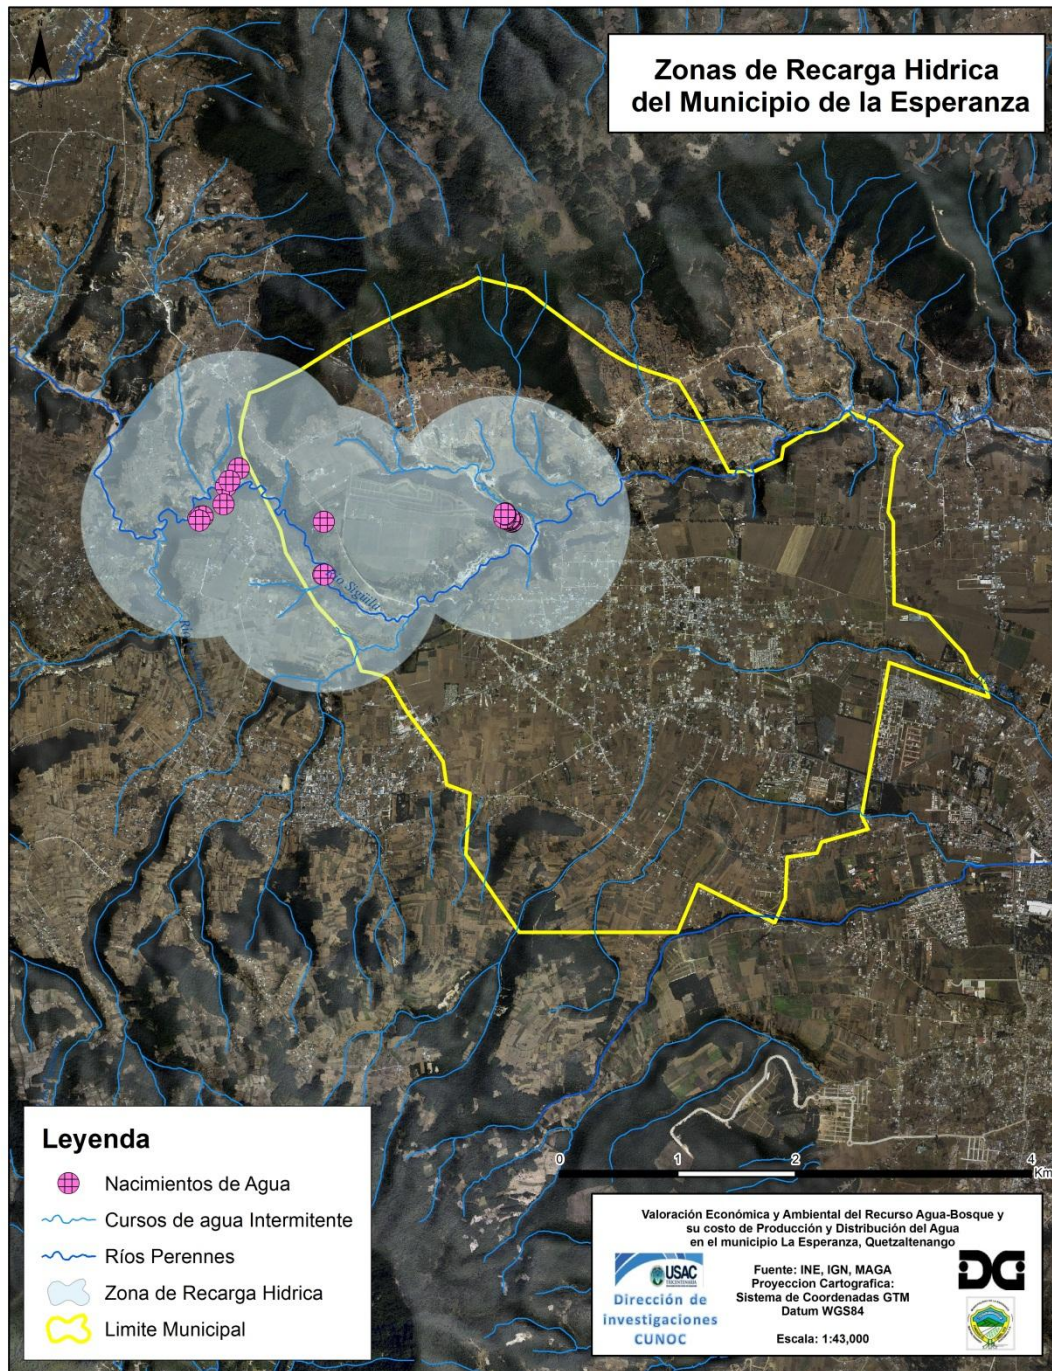 Zonas de Recarga Hidrica
del Municipio de la Esperanza
Río Sigüilá
Leyenda
Nacimientos de Agua
Cursos de agua Intermitente
Ríos Perennes
Zona de Recarga Hidrica
Limite Municipal
0 1 2 4
Km
Valoración Económica y Ambiental del Recurso Agua-Bosque y
su costo de Producción y Distribución del Agua
en el municipio La Esperanza, Quetzaltenango
USAC
TRICENTENARIA
Dirección de
investigaciones
CUNOC
Fuente: INE, IGN, MAGA
Proyeccion Cartografica:
Sistema de Coordenadas GTM
Datum WGS84
Escala: 1:43,000